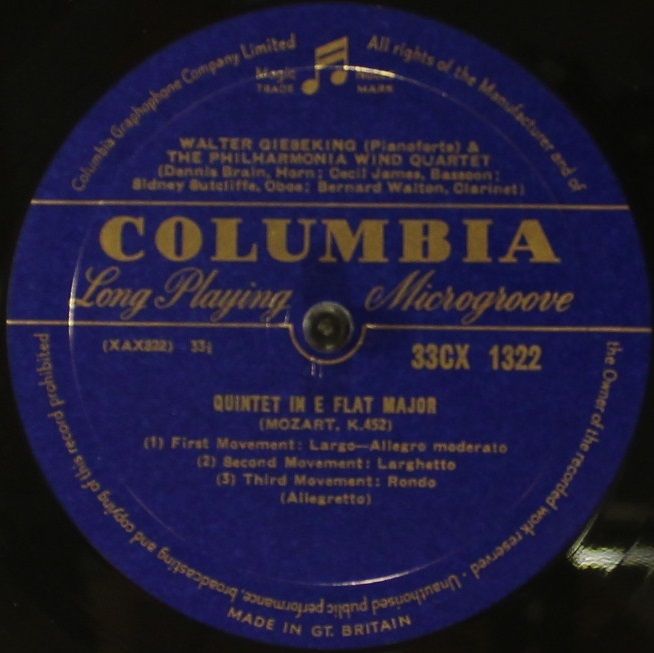 Columbia Graphophone Company Limited
All rights of the Manufacturer and of
the Owner of the recorded work reserved · Unauthorised public performance, broadcasting and copying of this record prohibited
Magic
TRADE MARK
WALTER GIESEKING (Pianoforte) &
THE PHILHARMONIA WIND QUARTET
(Dennis Brain, Horn; Cecil James, Bassoon;
Sidney Sutcliffe, Oboe; Bernard Walton, Clarinet)
COLUMBIA
Long Playing Microgroove
(XAX822) 33⅓
33CX 1322
QUINTET IN E FLAT MAJOR
(MOZART, K.452)
(1) First Movement: Largo—Allegro moderato
(2) Second Movement: Larghetto
(3) Third Movement: Rondo
(Allegretto)
MADE IN GT. BRITAIN